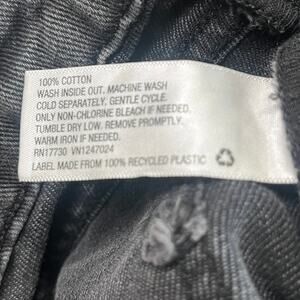 100% COTTON
WASH INSIDE OUT. MACHINE WASH
COLD SEPARATELY. GENTLE CYCLE.
ONLY NON-CHLORINE BLEACH IF NEEDED.
TUMBLE DRY LOW. REMOVE PROMPTLY.
WARM IRON IF NEEDED.
RN17730 VN1247024
LABEL MADE FROM 100% RECYCLED PLASTIC